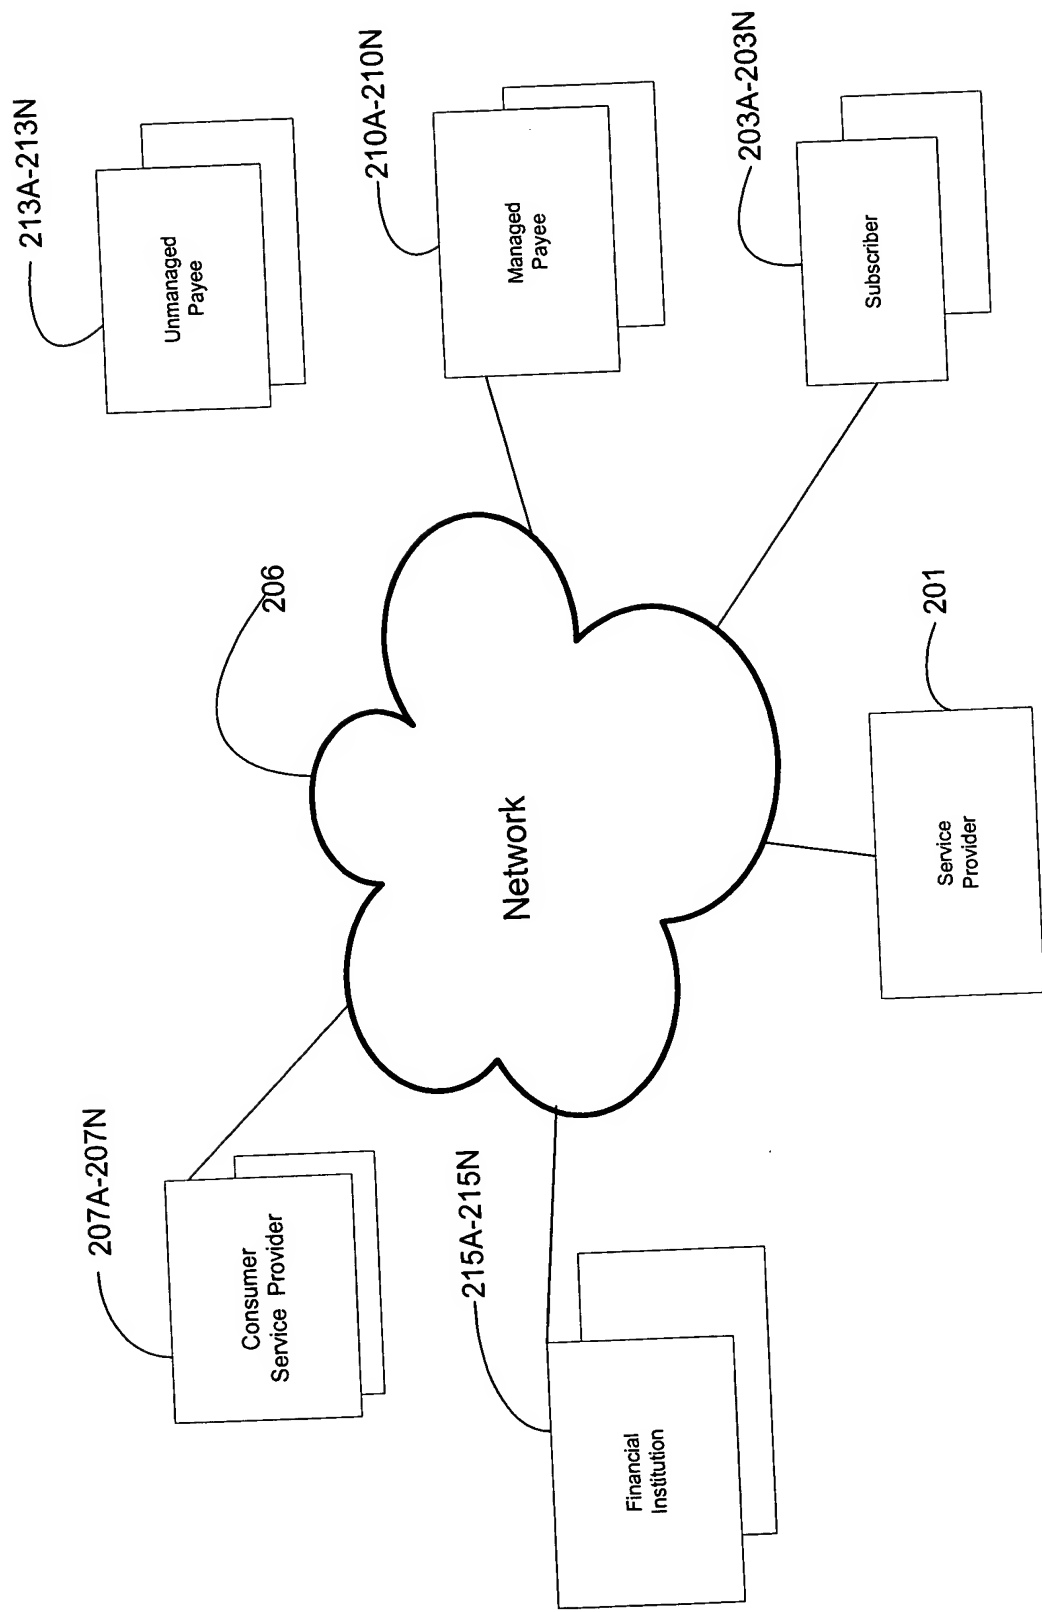 207A-207N
Consumer
Service Provider
206
213A-213N
Unmanaged
Payee
215A-215N
Network
210A-210N
Managed
Payee
Financial
Institution
201
Service
Provider
203A-203N
Subscriber